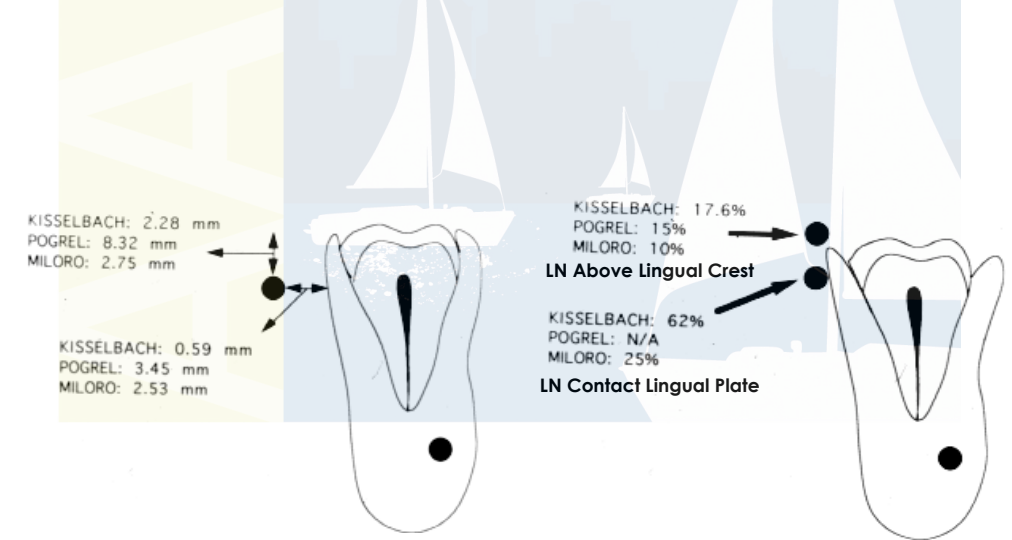 KISSELBACH: 2.28 mm
POGREL: 8.32 mm
MILORO: 2.75 mm
KISSELBACH: 0.59 mm
POGREL: 3.45 mm
MILORO: 2.53 mm
KISSELBACH: 17.6%
POGREL: 15%
MILORO: 10%
LN Above Lingual Crest
KISSELBACH: 62%
POGREL: N/A
MILORO: 25%
LN Contact Lingual Plate